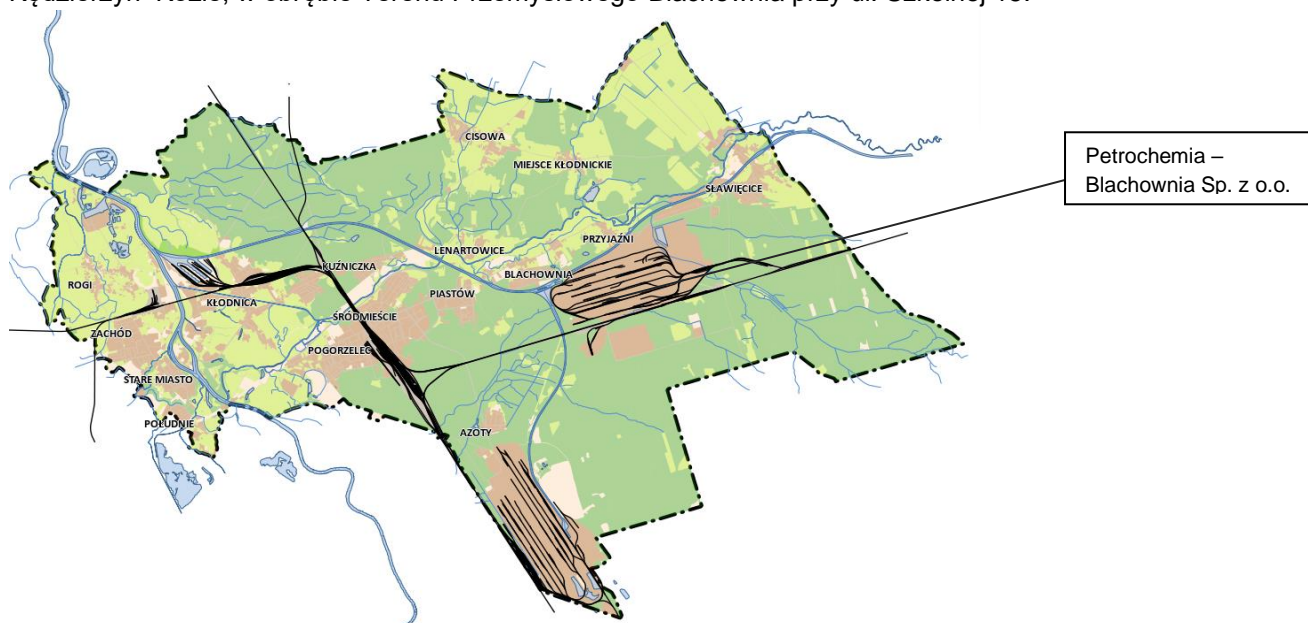 Kędzierzyn-Koźle, w obrębie Terenu Przemysłowego Blachownia przy ul. Szkolnej 15.
CISOWA
MIEJSCE KŁODNICKIE
SŁAWIĘCICE
Petrochemia –
Blachownia Sp. z o.o.
PRZYJAŹNI
LENARTOWICE
KUŹNICZKA
BLACHOWNIA
ROGI
PIASTÓW
KŁODNICA
ŚRÓDMIEŚCIE
ZACHÓD
POGORZELEC
STARE MIASTO
POŁUDNIE
AZOTY